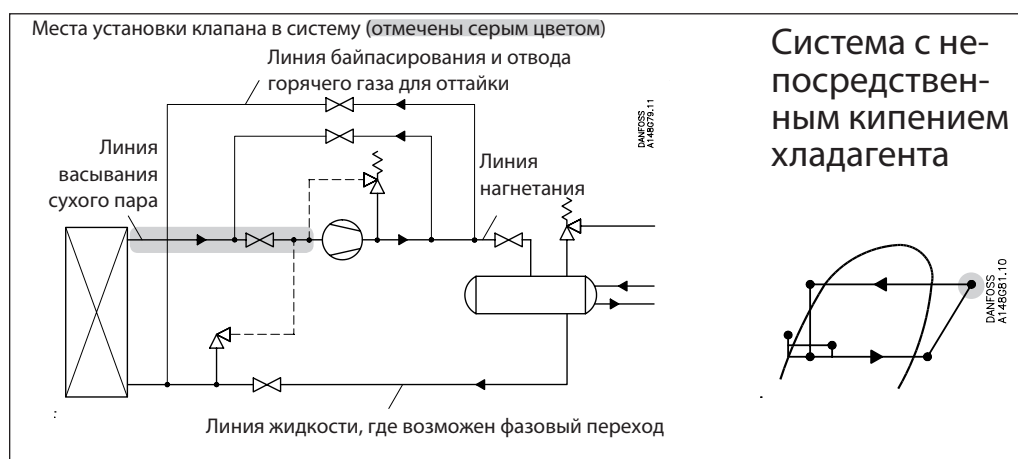 Места установки клапана в систему (отмечены серым цветом)
Линия байпасирования и отвода
горячего газа для оттайки
DANFOSS
A148G79.11
Линия
васывания
сухого пара
Линия
нагнетания
Линия жидкости, где возможен фазовый переход
Система с не-
посредствен-
ным кипением
хладагента
DANFOSS
A148G81.10